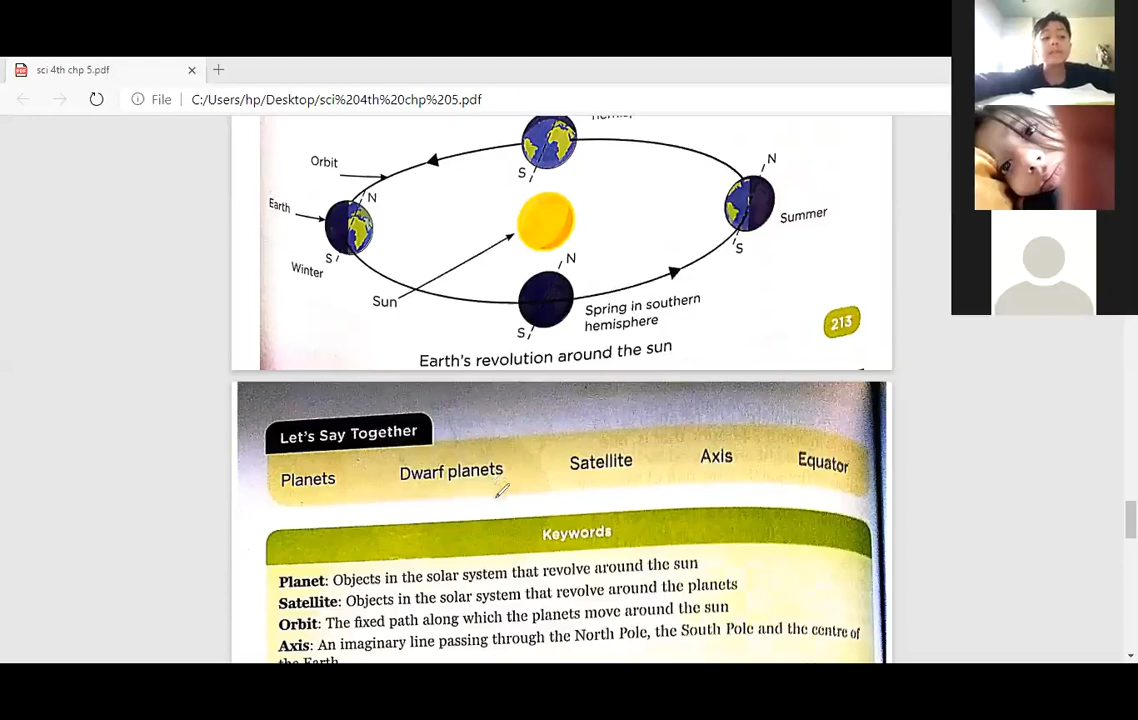 sci 4th chp 5.pdf
File | C:/Users/hp/Desktop/sci%204th%20chp%205.pdf
Orbit
S
N
Earth
N
Summer
S
S
Winter
N
Sun
Spring in southern
hemisphere
S
213
Earth's revolution around the sun
Let's Say Together
Planets Dwarf planets Satellite Axis Equator
Keywords
Planet: Objects in the solar system that revolve around the sun
Satellite: Objects in the solar system that revolve around the planets
Orbit: The fixed path along which the planets move around the sun
Axis: An imaginary line passing through the North Pole, the South Pole and the centre of
the Earth